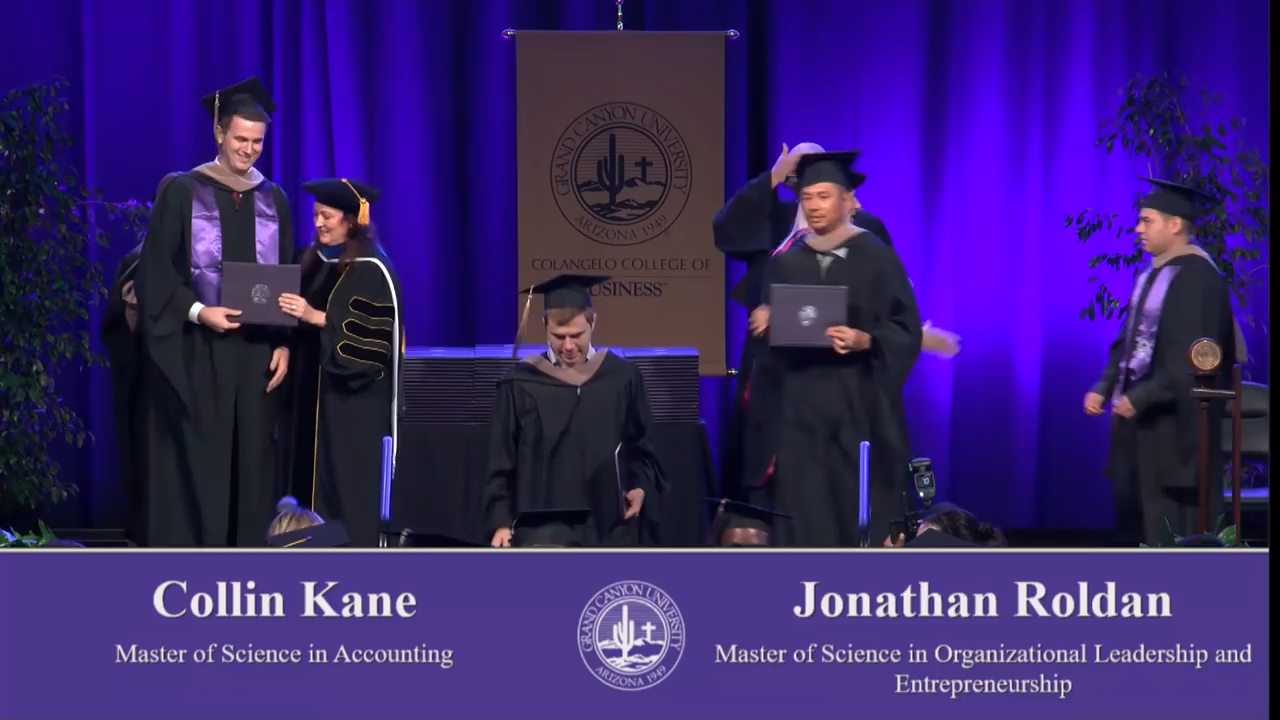 GRAND CANYON UNIVERSITY
ARIZONA 1949
COLANGELO COLLEGE OF
USINESS™
Collin Kane
Master of Science in Accounting
GRAND CANYON UNIVERSITY
ARIZONA 1949
Jonathan Roldan
Master of Science in Organizational Leadership and
Entrepreneurship